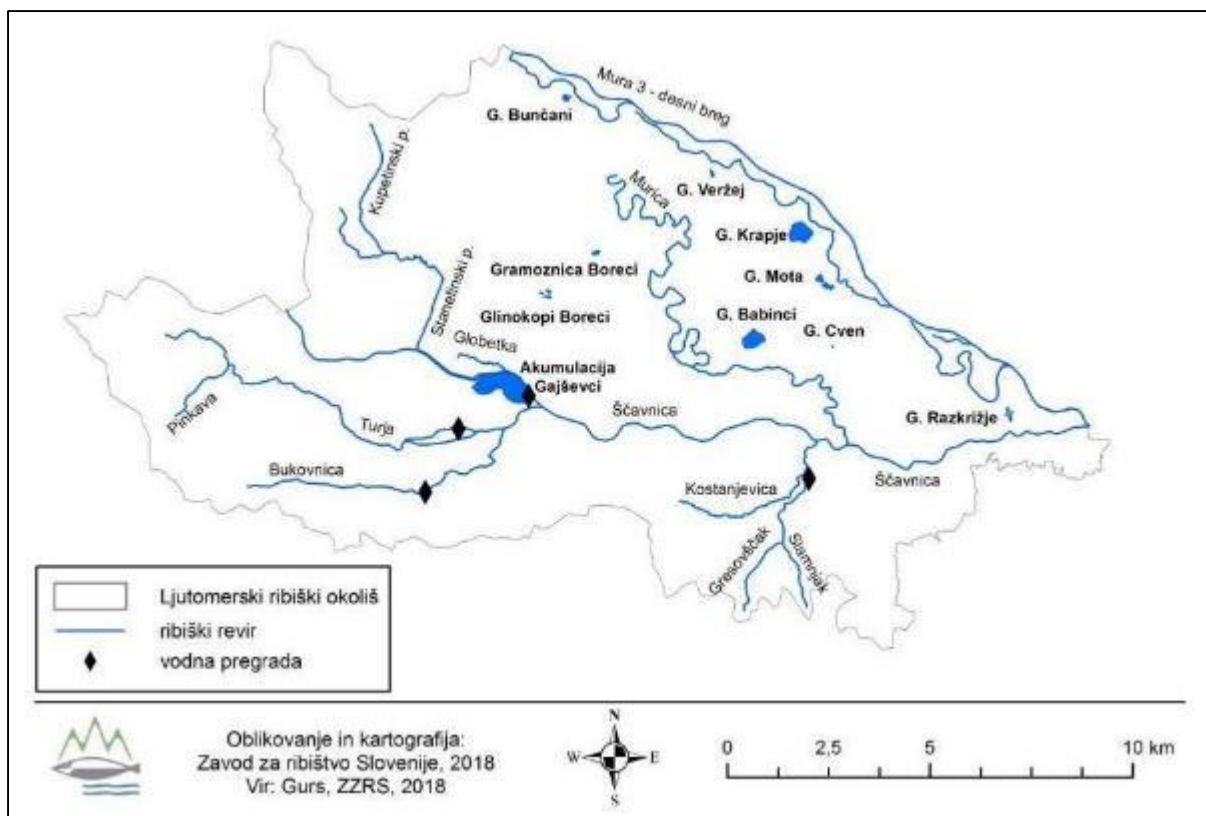 Mura 3 - desni breg
G. Bunčani
Kupetinski p.
G. Veržej
Murica
G. Krapje
Gramoznica Boreci
G. Mota
Stanetinski p.
Glinokopi Boreci
G. Babinci
G. Cven
Globetka
Akumulacija
Gajševci
Pinkava
Turja
Ščavnica
G. Razkrižje
Bukovnica
Kostanjevica
Ščavnica
Gresovščak
Slamnjak
Ljutomerski ribiški okoliš
ribiški revir
vodna pregrada
Oblikovanje in kartografija:
Zavod za ribištvo Slovenije, 2018
Vir: Gurs, ZZRS, 2018
N
W E
S
0 2,5 5 10 km